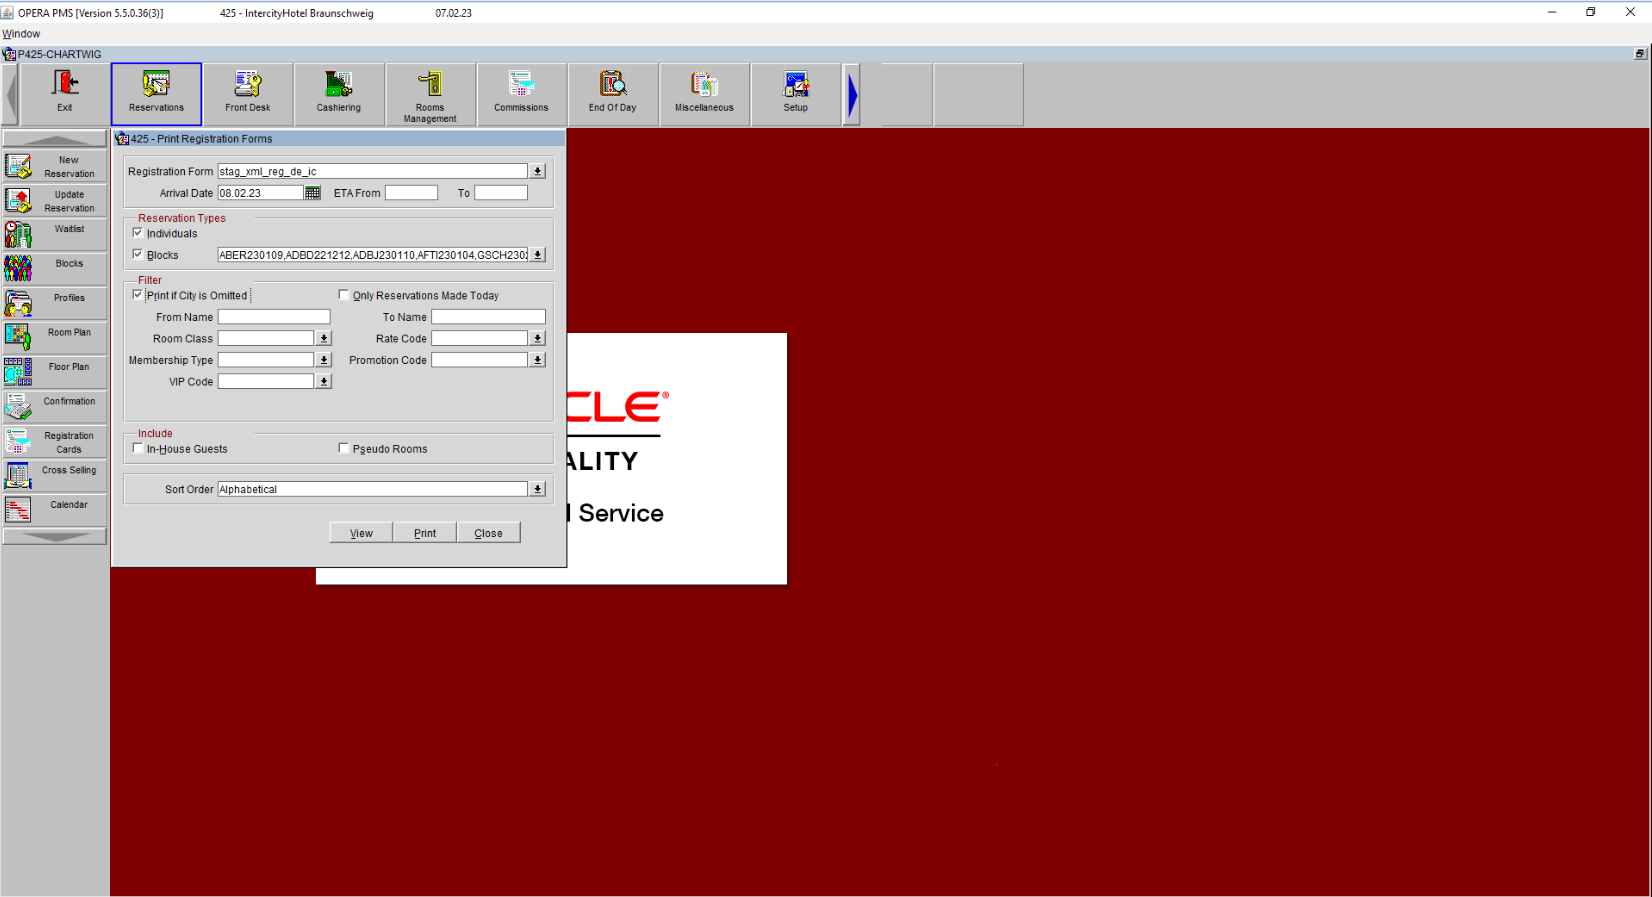 OPERA PMS [Version 5.5.0.36(3)] 425 - IntercityHotel Braunschweig 07.02.23
Window
P425-CHARTWIG
Exit
Reservations
Front Desk
Cashiering
Rooms
Management
Commissions
End Of Day
Miscellaneous
Setup
New
Reservation
Update
Reservation
Waitlist
Blocks
Profiles
Room Plan
Floor Plan
Confirmation
Registration
Cards
Cross Selling
Calendar
425 - Print Registration Forms
Registration Form stag_xml_reg_de_ic
Arrival Date 08.02.23 ETA From To
Reservation Types
Individuals
Blocks ABER230109,ADBD221212,ADBJ230110,AFTI230104,GSCH230
Filter
Print if City is Omitted Only Reservations Made Today
From Name To Name
Room Class Rate Code
Membership Type Promotion Code
VIP Code
Include
In-House Guests Pseudo Rooms
Sort Order Alphabetical
View Print Close
CLE®
ALITY
l Service